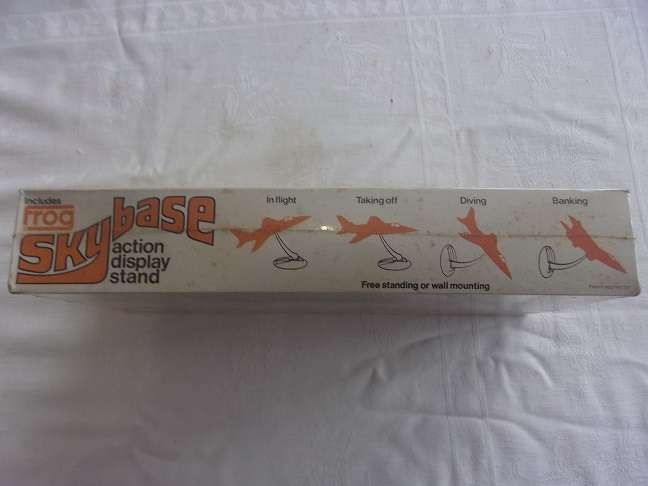 Includes
FROG
Skybase
action
display
stand
In flight
Taking off
Diving
Banking
Free standing or wall mounting